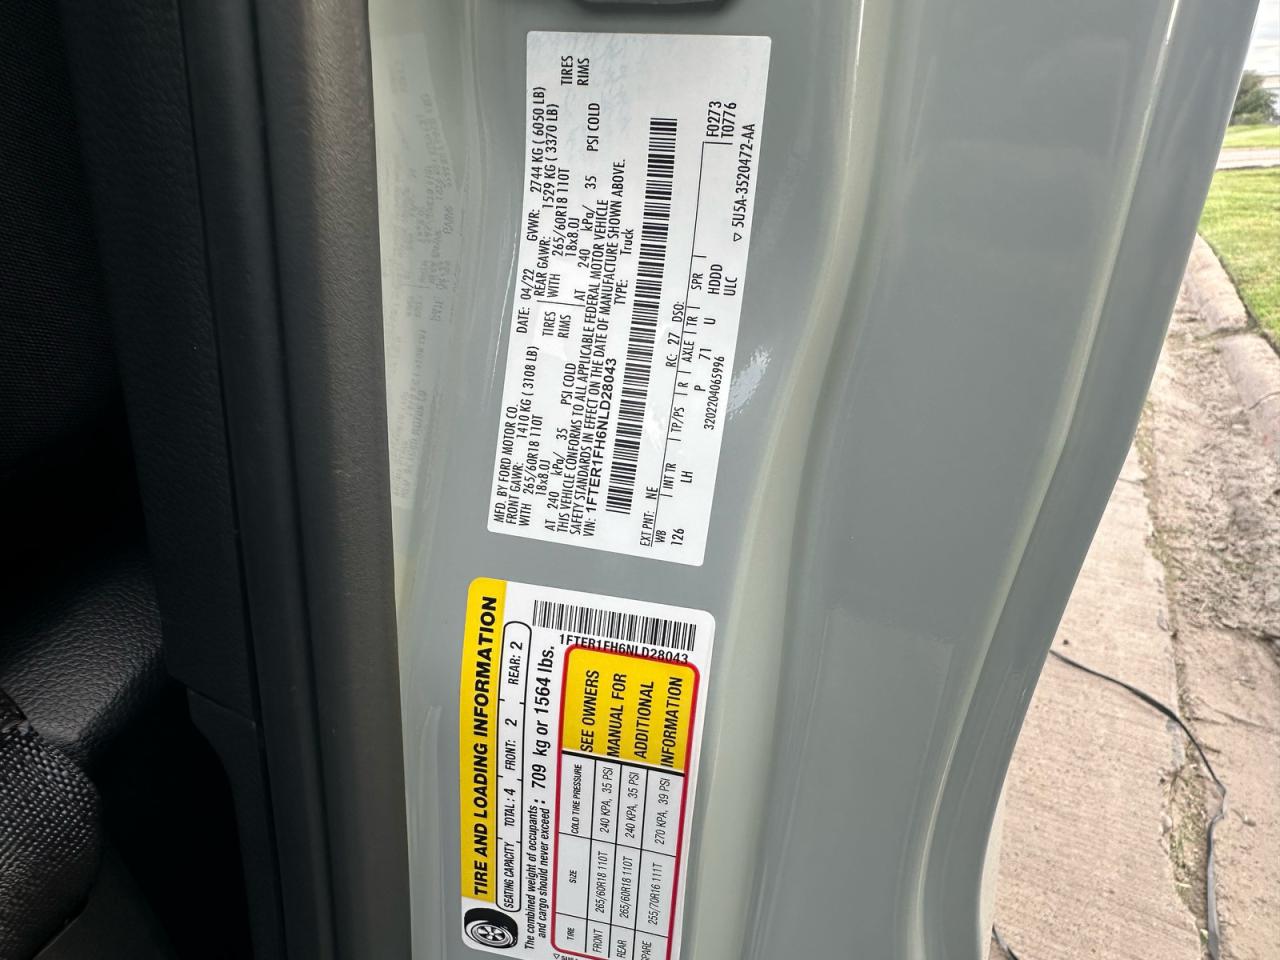 MFD. BY FORD MOTOR CO.
DATE: 04/22 GVWR: 2744 KG ( 6050 LB)
FRONT GAWR: 1410 KG ( 3108 LB) REAR GAWR: 1529 KG ( 3370 LB)
WITH 265/60R18 110T TIRES WITH 265/60R18 110T TIRES
18x8.0J RIMS 18x8.0J RIMS
AT 240 kPa/ 35 PSI COLD AT 240 kPa/ 35 PSI COLD
THIS VEHICLE CONFORMS TO ALL APPLICABLE FEDERAL MOTOR VEHICLE
SAFETY STANDARDS IN EFFECT ON THE DATE OF MANUFACTURE SHOWN ABOVE.
VIN: 1FTER1FH6NLD28043 TYPE: Truck
EXT PNT: NE RC: 27 DSO: F0273
T0776
WB INT TR TP/PS R AXLE TR SPR
126 LH P 71 U HDDD
3202204065996 ULC ▽ 5U5A-3520472-AA
TIRE AND LOADING INFORMATION
SEATING CAPACITY TOTAL: 4 FRONT: 2 REAR: 2
The combined weight of occupants
and cargo should never exceed : 709 kg or 1564 lbs.
1FTER1FH6NLD28043
TIRE SIZE COLD TIRE PRESSURE
FRONT 265/60R18 110T 240 KPA, 35 PSI
REAR 265/60R18 110T 240 KPA, 35 PSI
SPARE 255/70R16 111T 270 KPA, 39 PSI
SEE OWNERS
MANUAL FOR
ADDITIONAL
INFORMATION